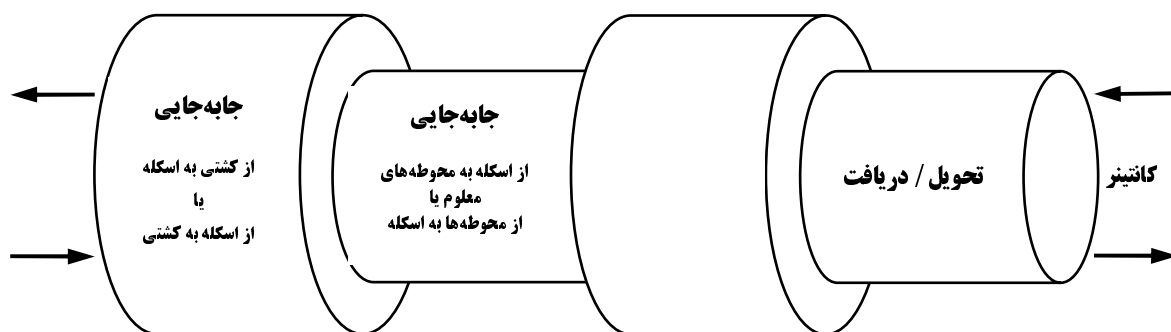 جابه‌جایی
از کشتی به اسکله
یا
از اسکله به کشتی
جابه‌جایی
از اسکله به محوطه‌های
معلوم یا
از محوطه‌ها به اسکله
تحویل / دریافت
کانتینر